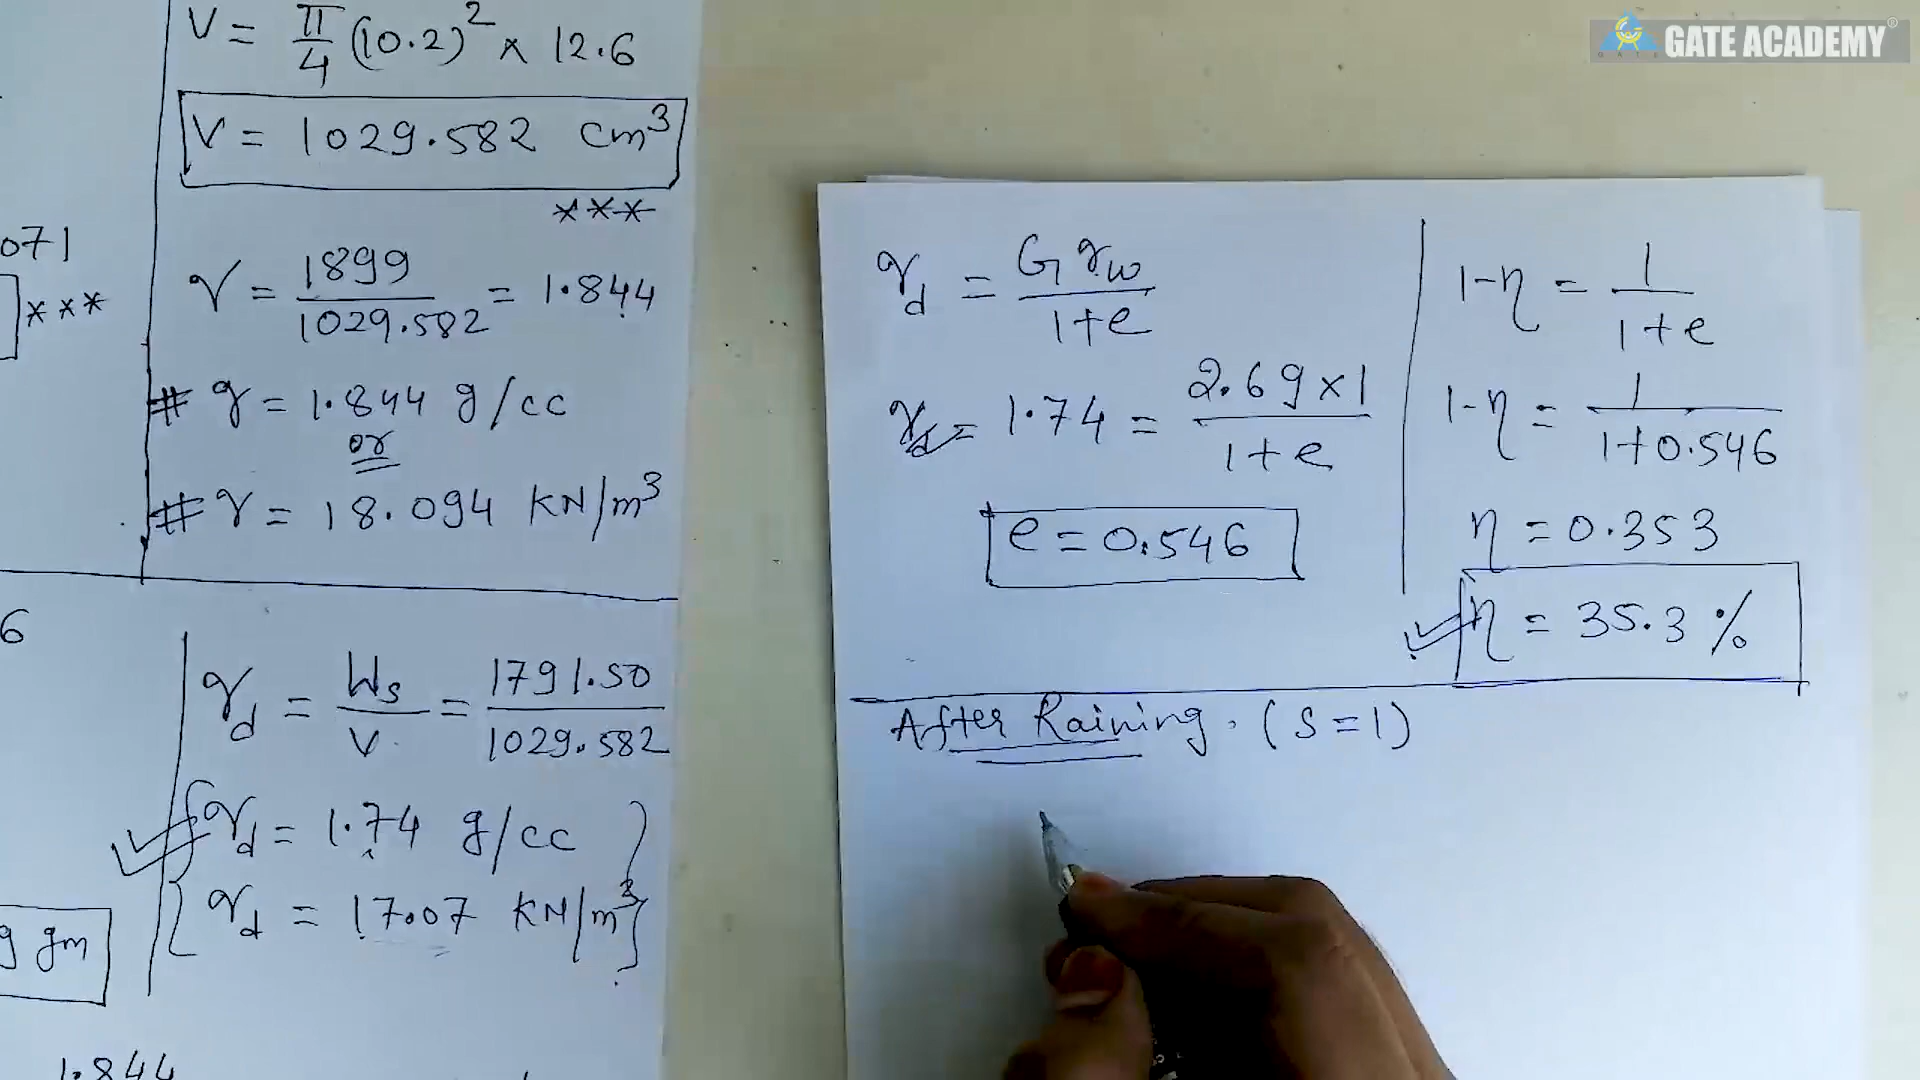 GATE ACADEMY®
V = π/4 (10.2)² × 12.6
V = 1029.582 cm³
***
071
***
γ = 1899/1029.582 = 1.844
# γ = 1.844 g/cc
or
# γ = 18.094 KN/m³
6
γd = Ws/V = 1791.50/1029.582
γd = 1.74 g/cc
γd = 17.07 KN/m³
9 gm
1.844
γd = Gγw/1+e
γd = 1.74 = 2.69×1/1+e
e = 0.546
1-η = 1/1+e
1-η = 1/1+0.546
η = 0.353
η = 35.3 %
After Raining. (S=1)